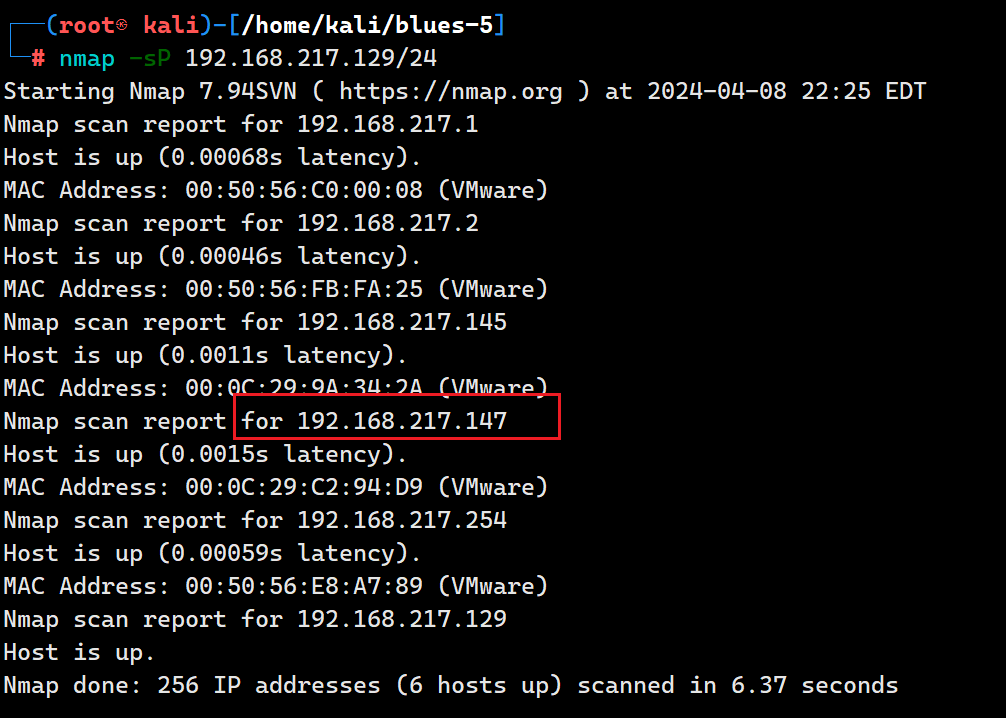 ┌──(root㉿ kali)-[/home/kali/blues-5]
└─# nmap -sP 192.168.217.129/24
Starting Nmap 7.94SVN ( https://nmap.org ) at 2024-04-08 22:25 EDT
Nmap scan report for 192.168.217.1
Host is up (0.00068s latency).
MAC Address: 00:50:56:C0:00:08 (VMware)
Nmap scan report for 192.168.217.2
Host is up (0.00046s latency).
MAC Address: 00:50:56:FB:FA:25 (VMware)
Nmap scan report for 192.168.217.145
Host is up (0.0011s latency).
MAC Address: 00:0C:29:9A:34:2A (VMware)
Nmap scan report for 192.168.217.147
Host is up (0.0015s latency).
MAC Address: 00:0C:29:C2:94:D9 (VMware)
Nmap scan report for 192.168.217.254
Host is up (0.00059s latency).
MAC Address: 00:50:56:E8:A7:89 (VMware)
Nmap scan report for 192.168.217.129
Host is up.
Nmap done: 256 IP addresses (6 hosts up) scanned in 6.37 seconds